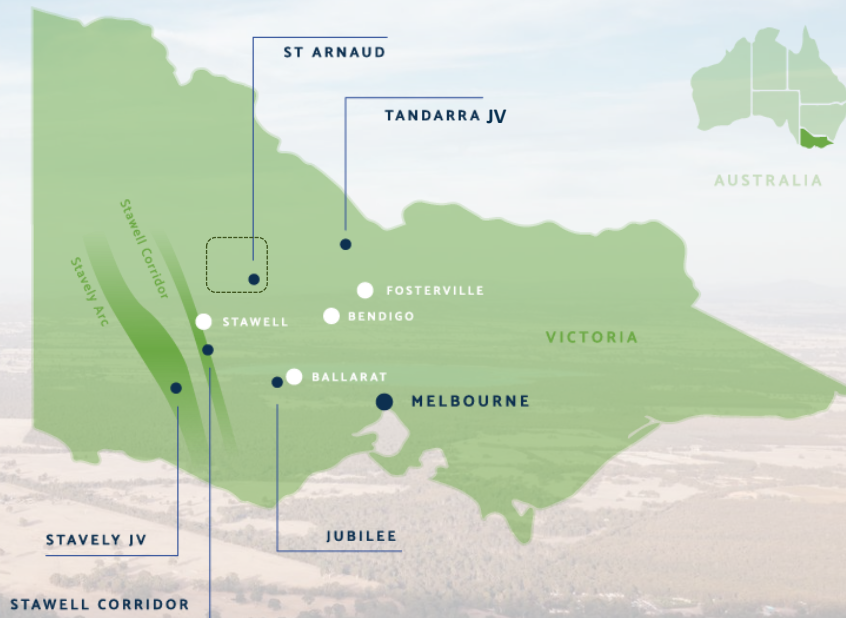 ST ARNAUD
TANDARRA JV
AUSTRALIA
Stawell Corridor
Stavely Arc
FOSTERVILLE
BENDIGO
STAWELL
VICTORIA
BALLARAT
MELBOURNE
JUBILEE
STAVELY JV
STAWELL CORRIDOR